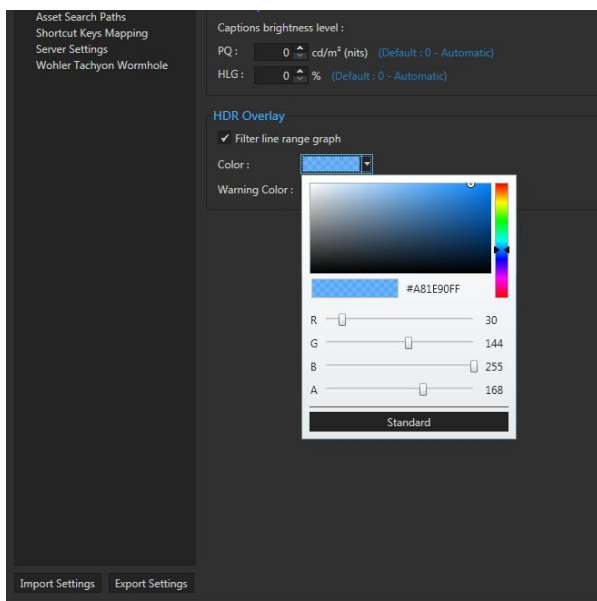 Asset Search Paths
Shortcut Keys Mapping
Server Settings
Wohler Tachyon Wormhole
Captions brightness level :
PQ : 0 cd/m² (nits) (Default : 0 - Automatic)
HLG : 0 % (Default : 0 - Automatic)
HDR Overlay
Filter line range graph
Color :
Warning Color :
#A81E90FF
R 30
G 144
B 255
A 168
Standard
Import Settings Export Settings